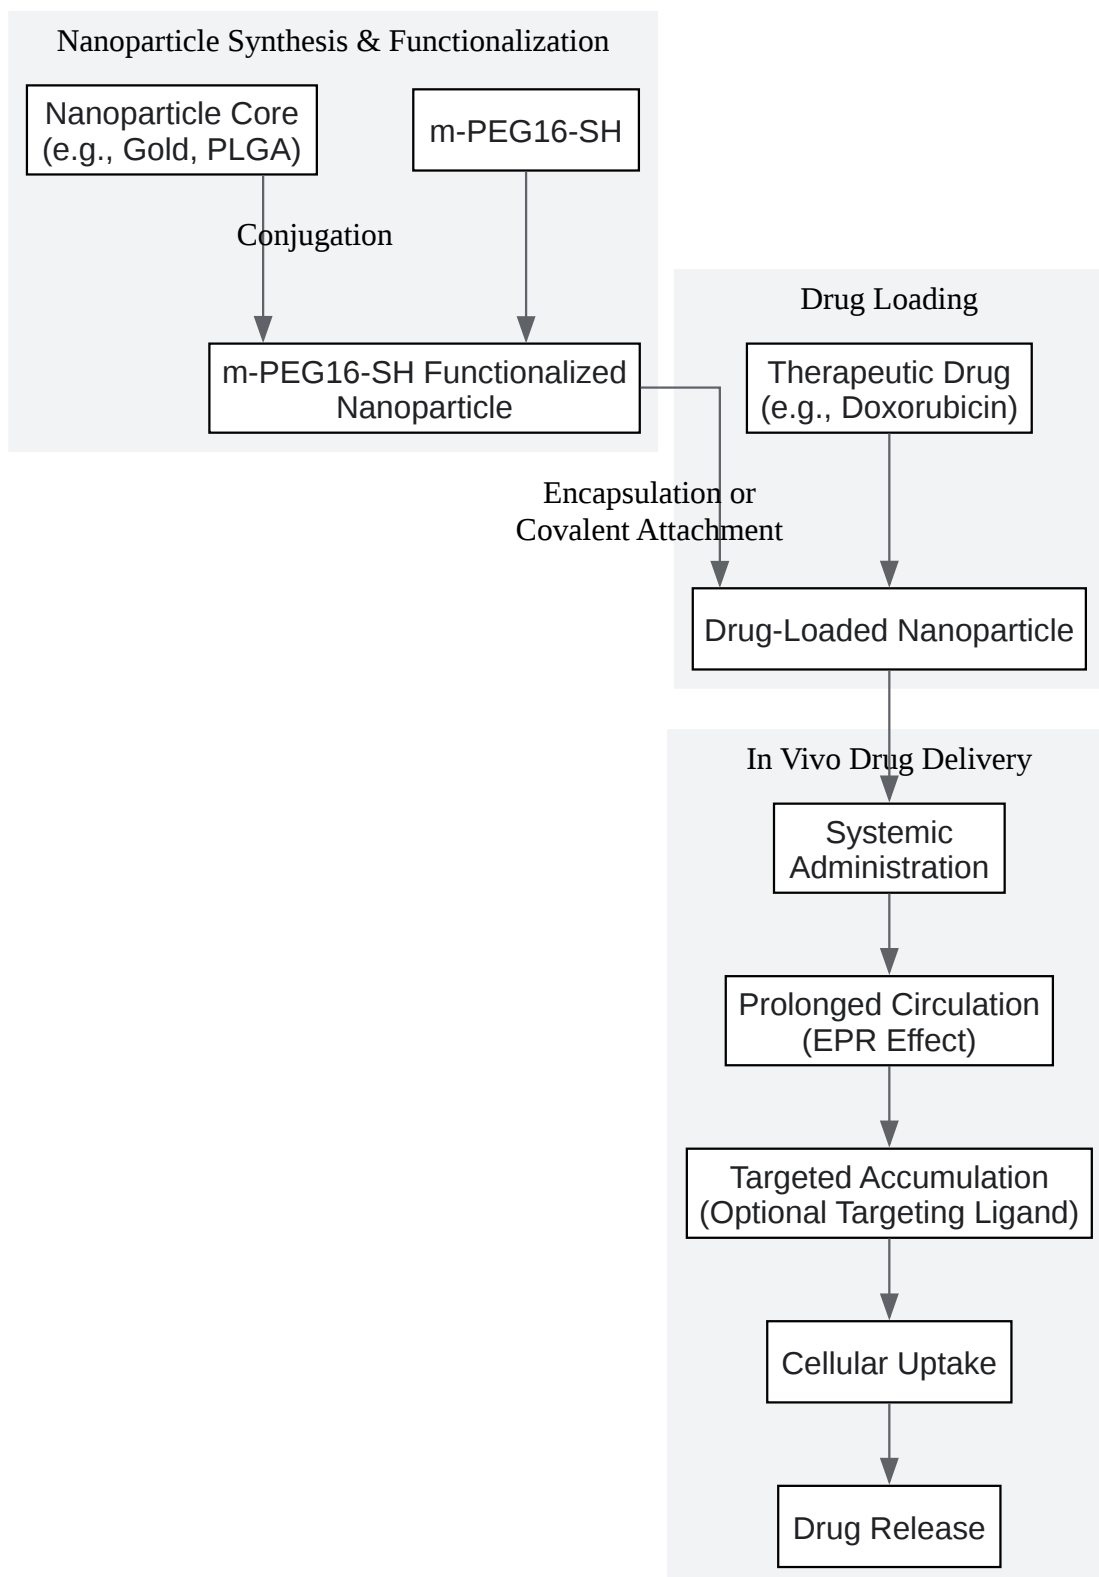 Nanoparticle Synthesis & Functionalization
Nanoparticle Core
(e.g., Gold, PLGA)
m-PEG16-SH
Conjugation
m-PEG16-SH Functionalized
Nanoparticle
Drug Loading
Therapeutic Drug
(e.g., Doxorubicin)
Encapsulation or
Covalent Attachment
Drug-Loaded Nanoparticle
In Vivo Drug Delivery
Systemic
Administration
Prolonged Circulation
(EPR Effect)
Targeted Accumulation
(Optional Targeting Ligand)
Cellular Uptake
Drug Release